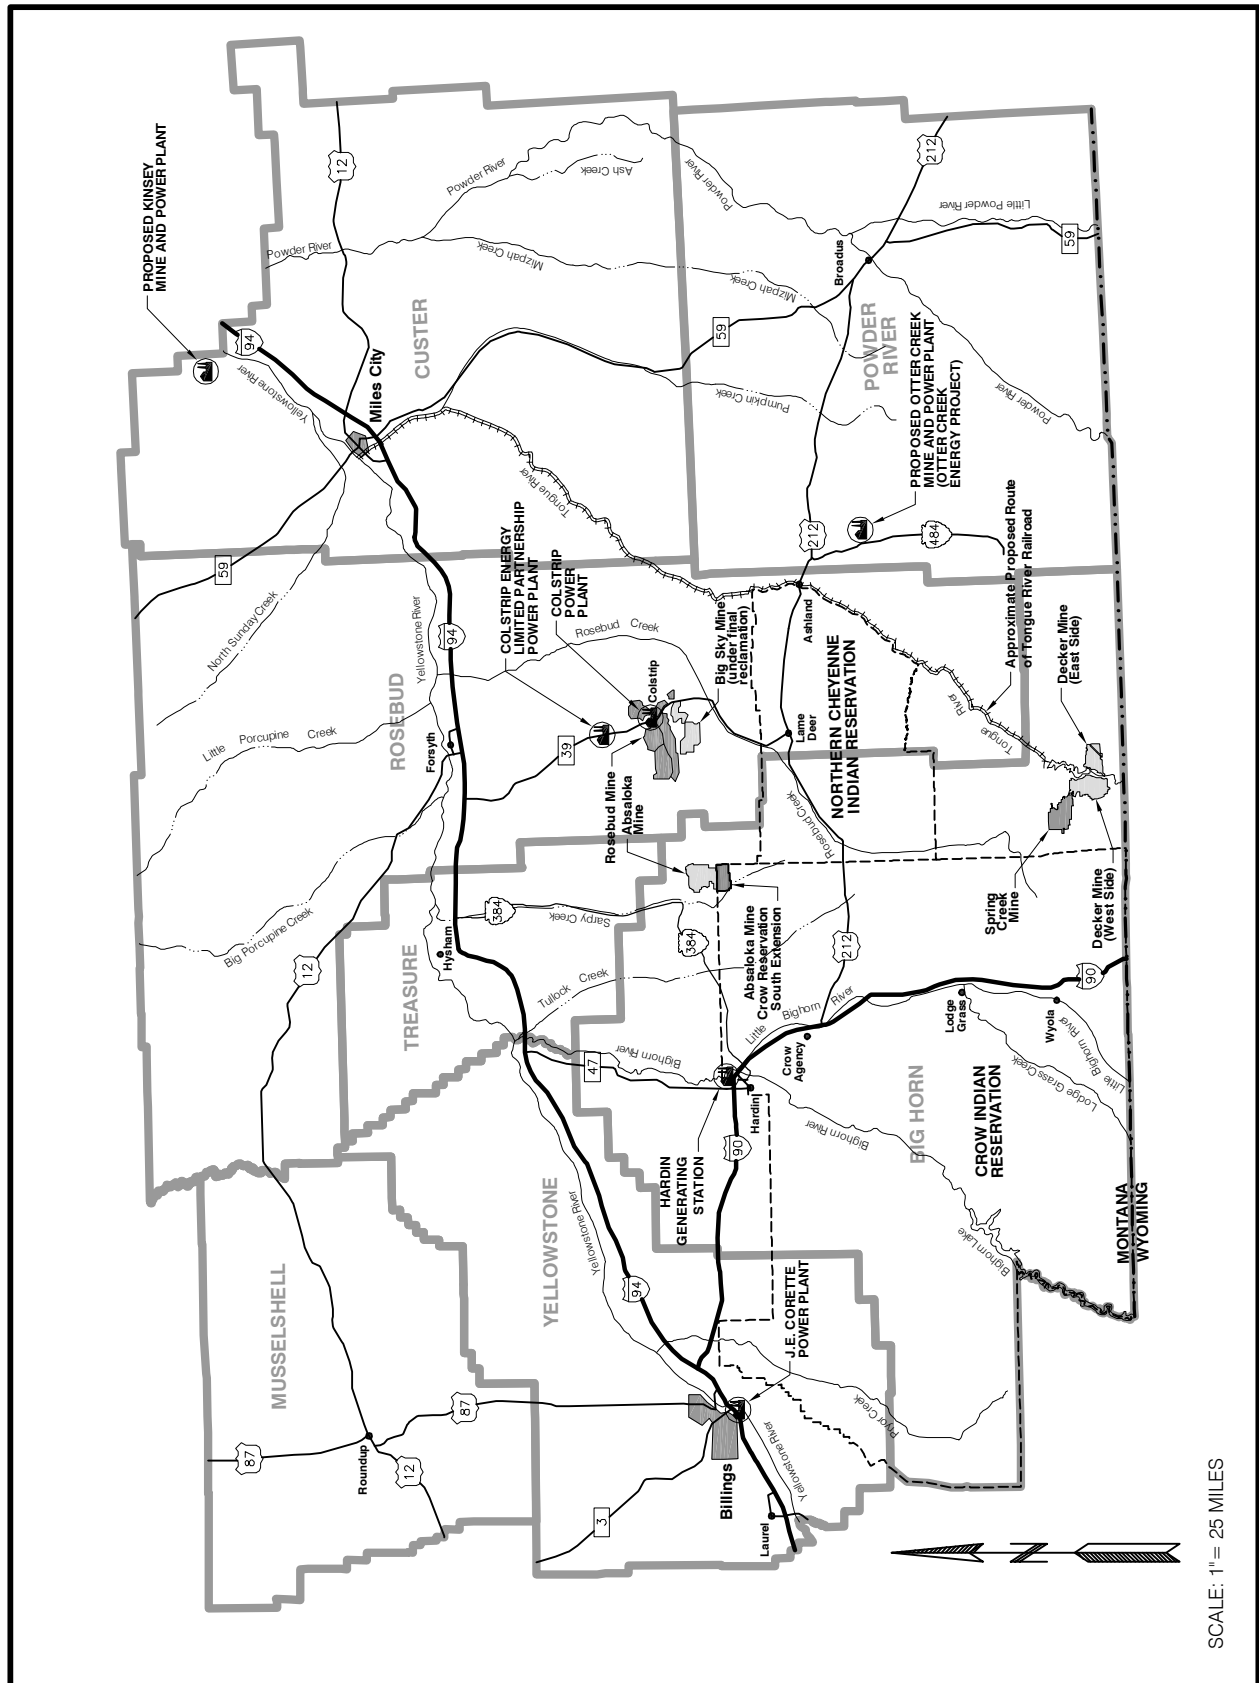 PROPOSED KINSEY
MINE AND POWER PLANT
12
Powder River
Ash Creek
Powder River
212
Little Powder River
59
Powder River
Mizpah Creek
Mizpah Creek
Broadus
94
Yellowstone River
Miles City
CUSTER
59
POWDER
RIVER
Pumpkin Creek
Powder River
PROPOSED OTTER CREEK
MINE AND POWER PLANT
(OTTER CREEK
ENERGY PROJECT)
Tongue River
212
484
59
North Sunday Creek
Yellowstone River
94
COLSTRIP ENERGY
LIMITED PARTNERSHIP
POWER PLANT
COLSTRIP
POWER
PLANT
Rosebud Creek
Big Sky Mine
(under final
reclamation)
Ashland
Approximate Proposed Route
of Tongue River Railroad
Decker Mine
(East Side)
Little Porcupine Creek
ROSEBUD
Forsyth
39
Colstrip
Lame
Deer
NORTHERN CHEYENNE
INDIAN RESERVATION
Tongue River
Rosebud Mine
Absaloka
Mine
Rosebud Creek
Spring
Creek
Mine
Decker Mine
(West Side)
Big Porcupine Creek
12
TREASURE
Hysham
384
Sarpy Creek
384
Tullock Creek
Absaloka Mine
Crow Reservation
South Extension
212
Little Bighorn River
90
Lodge
Grass
Wyola
Little Bighorn River
Lodge Grass Creek
Crow
Agency
47
Bighorn River
Hardin
90
Bighorn River
BIG HORN
CROW INDIAN
RESERVATION
HARDIN
GENERATING
STATION
MONTANA
WYOMING
Bighorn Lake
YELLOWSTONE
Yellowstone River
94
MUSSELSHELL
J.E. CORETTE
POWER PLANT
Pryor Creek
87
87
Roundup
12
Billings
Yellowstone River
3
Laurel
SCALE: 1"= 25 MILES